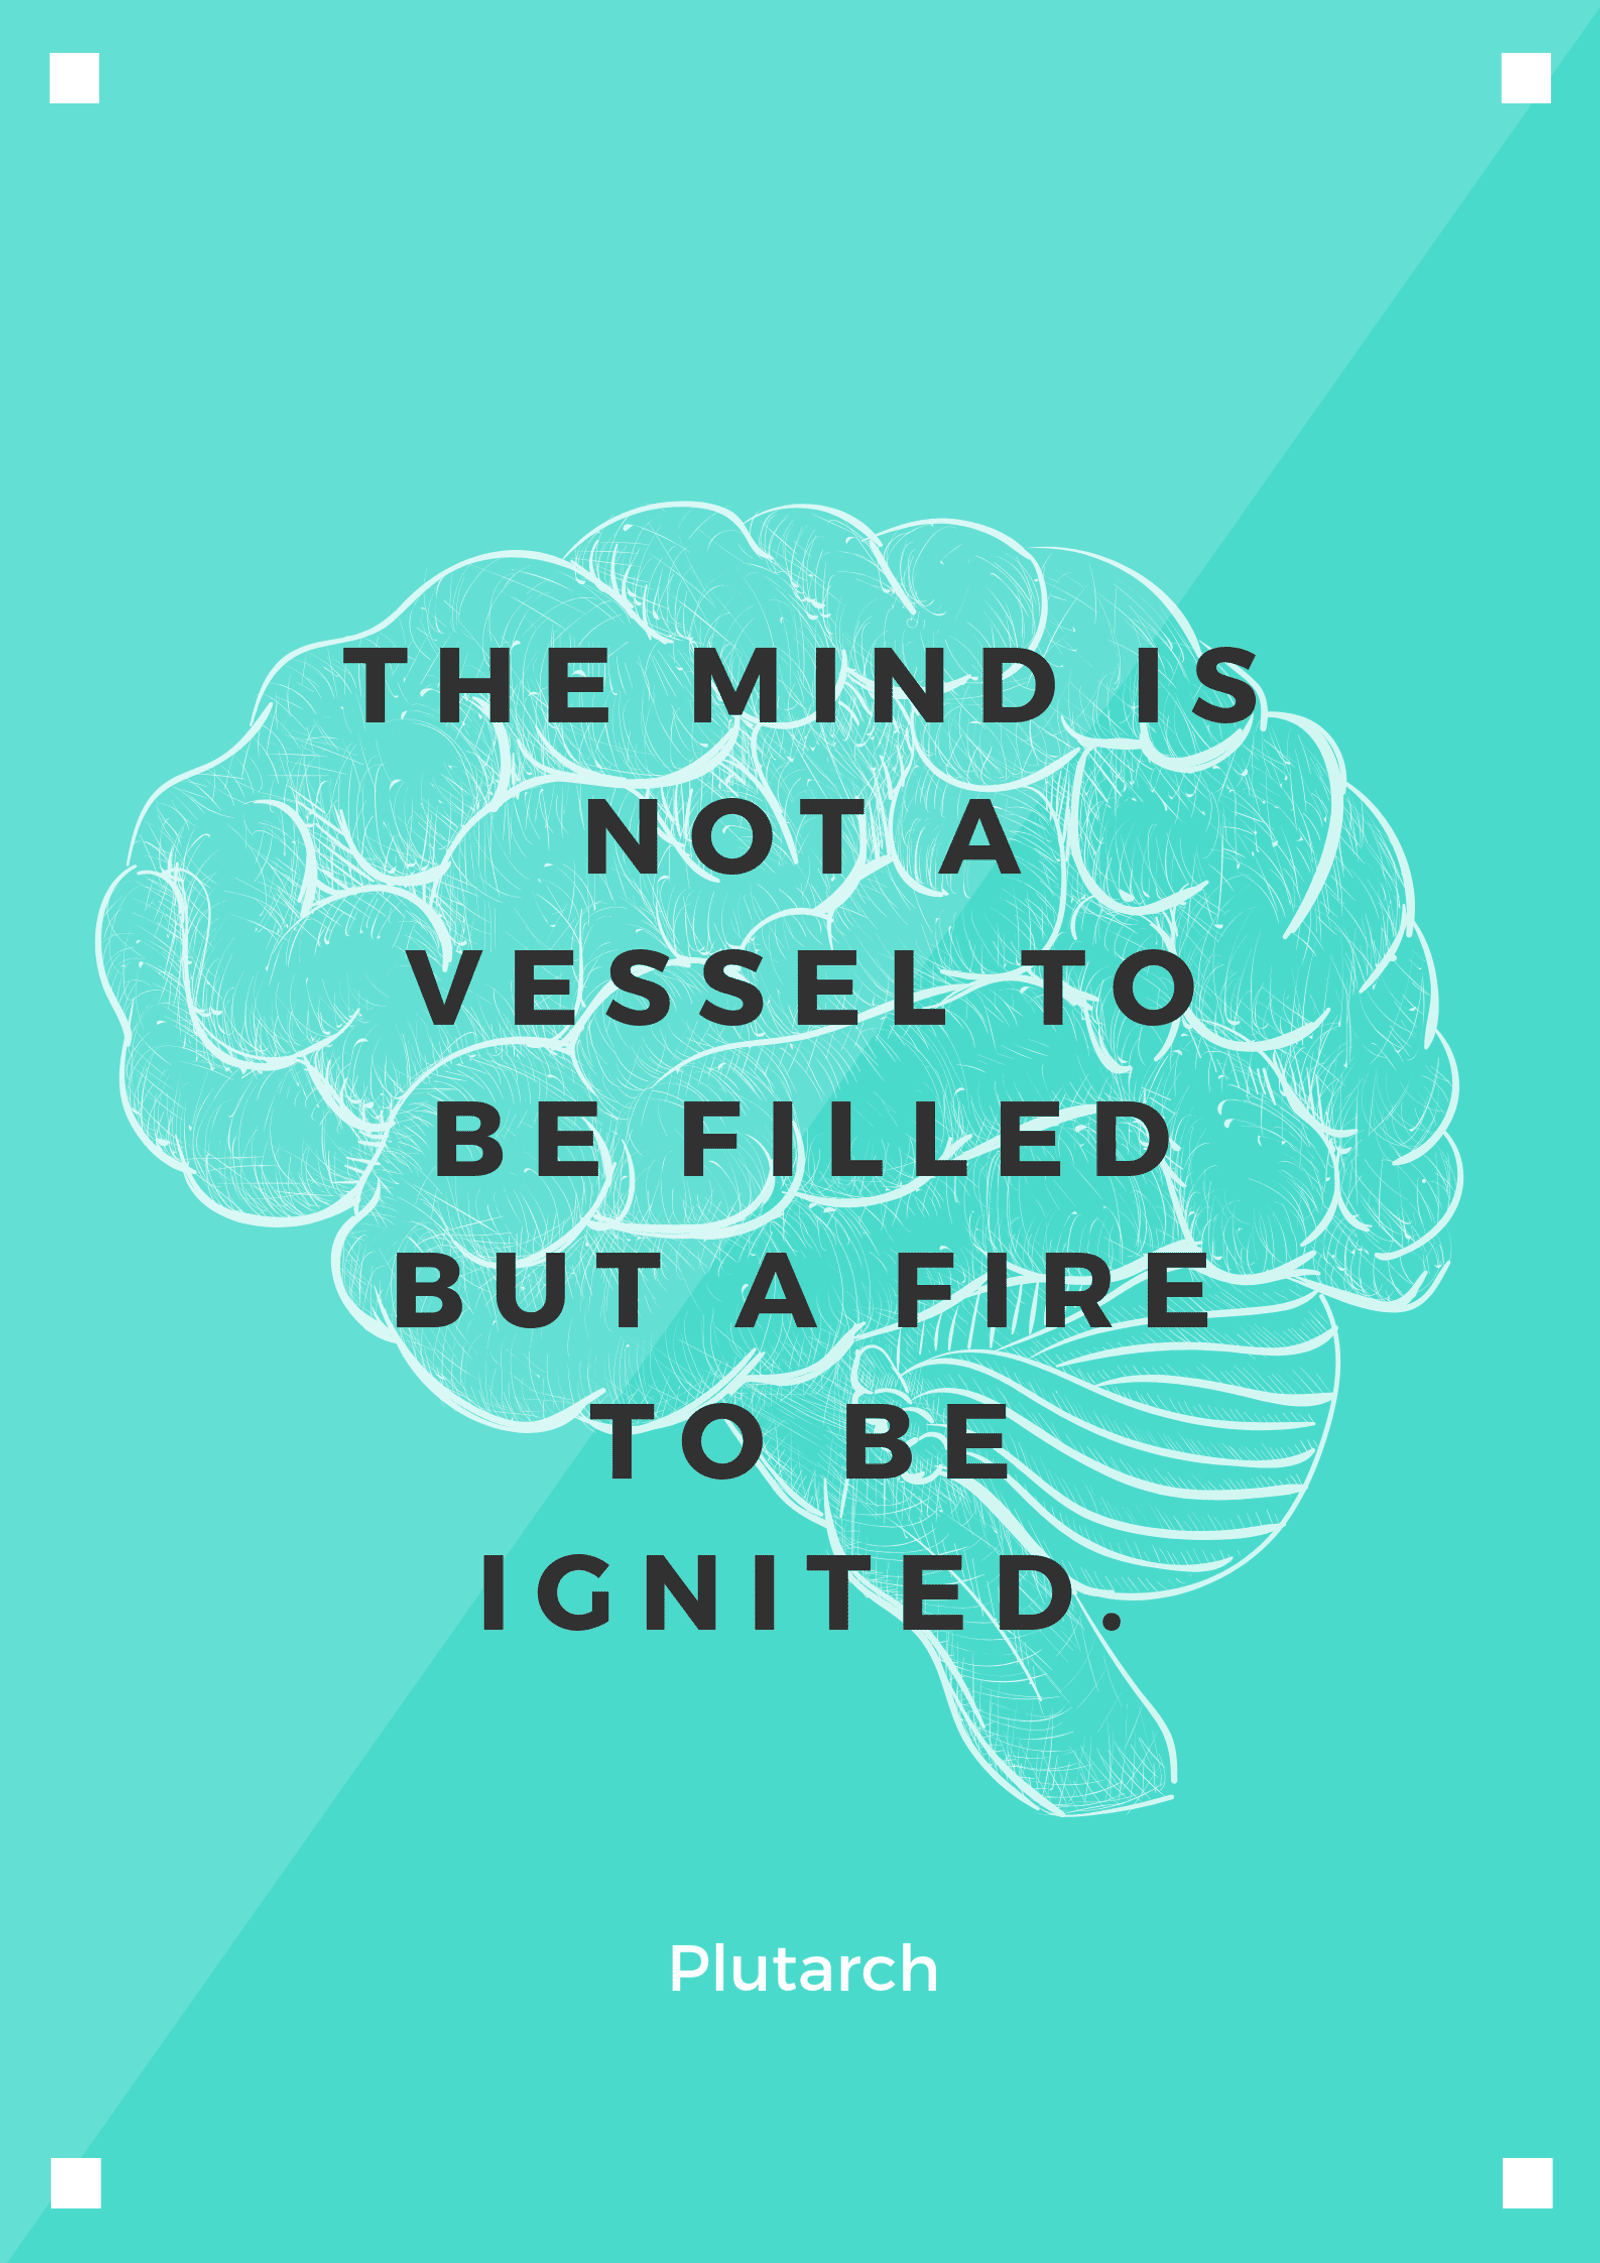 THE MIND IS
NOT A
VESSEL TO
BE FILLED
BUT A FIRE
TO BE
IGNITED.
Plutarch